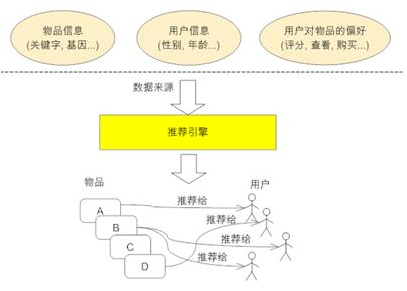 物品信息
(关键字, 基因...)
用户信息
(性别, 年龄...)
用户对物品的偏好
(评分, 查看, 购买...)
数据来源
推荐引擎
物品
用户
A
推荐给
B
推荐给
C
推荐给
D
推荐给